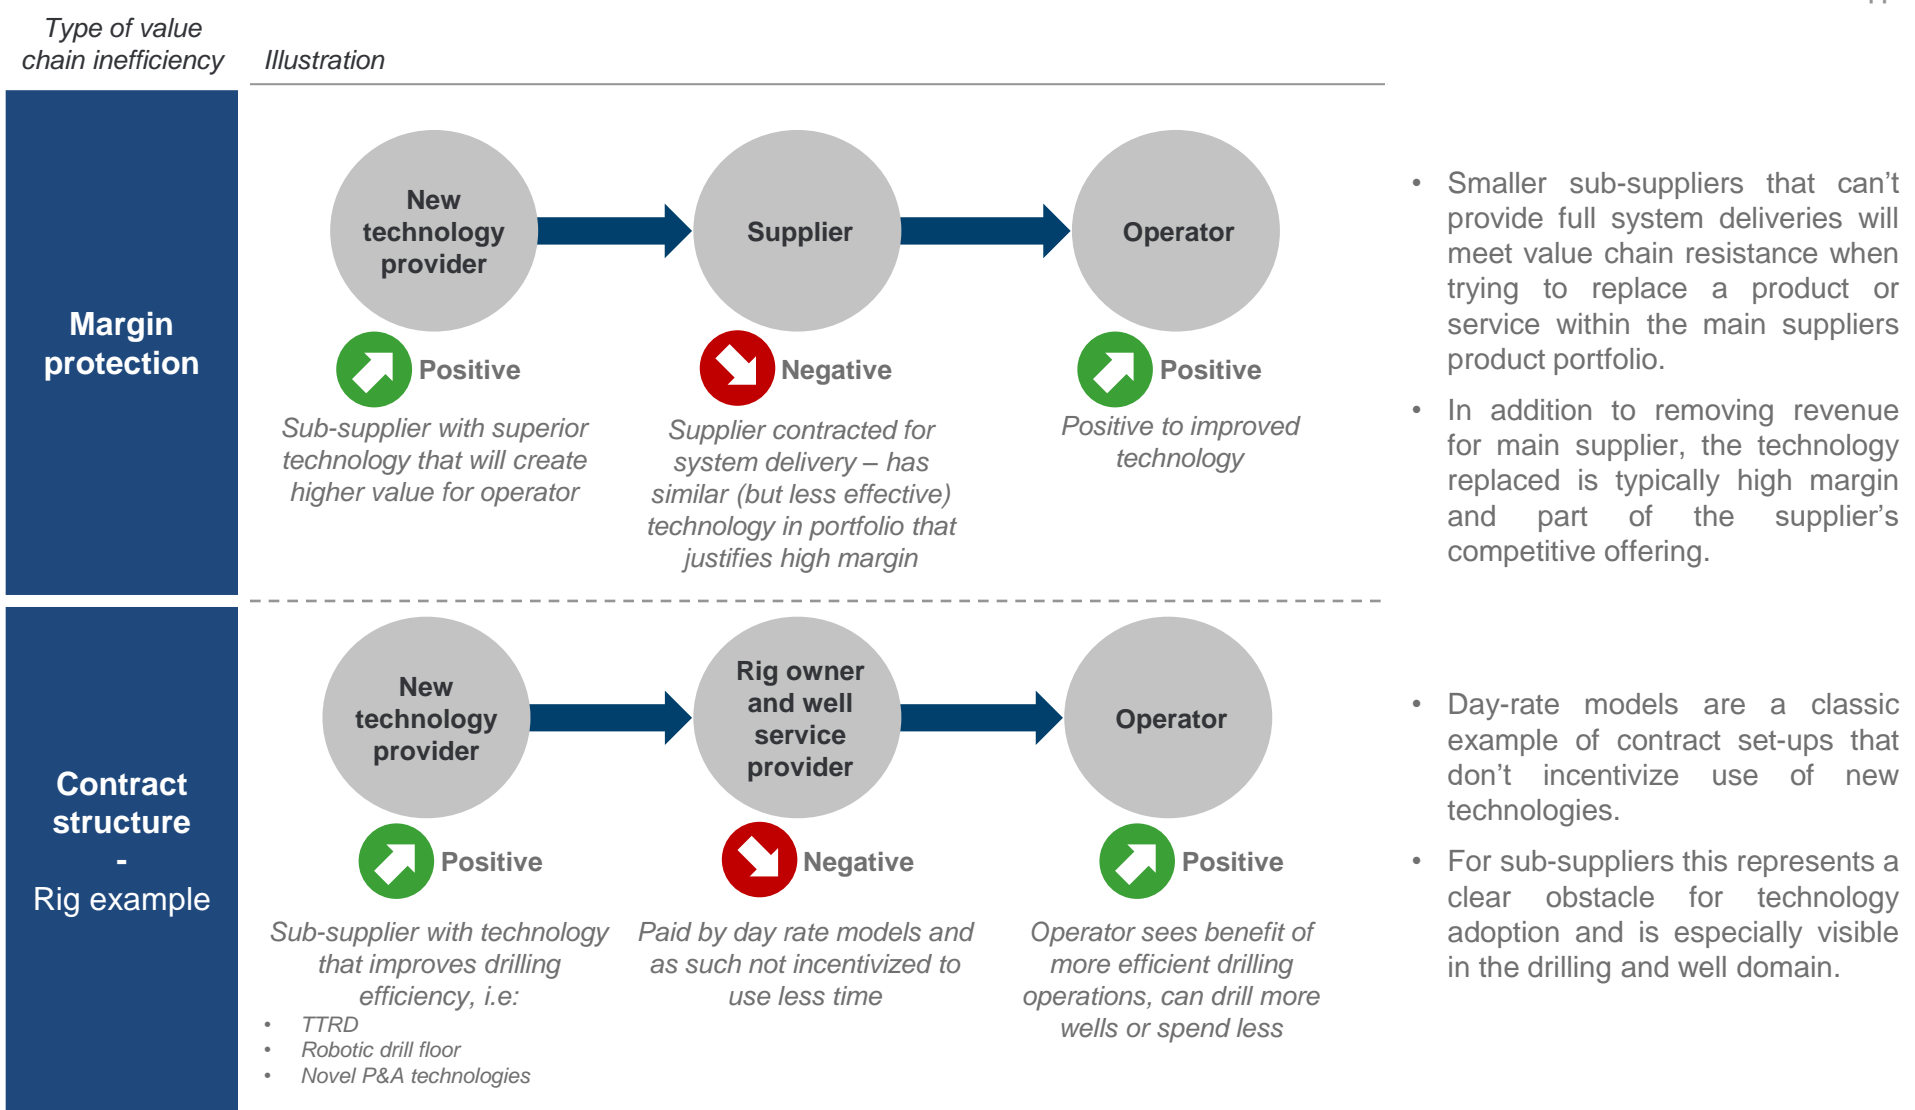 Type of value
chain inefficiency
Illustration
Margin
protection
New
technology
provider
Supplier
Operator
Positive
Negative
Positive
Sub-supplier with superior
technology that will create
higher value for operator
Supplier contracted for
system delivery – has
similar (but less effective)
technology in portfolio that
justifies high margin
Positive to improved
technology
• Smaller sub-suppliers that can’t
provide full system deliveries will
meet value chain resistance when
trying to replace a product or
service within the main suppliers
product portfolio.
• In addition to removing revenue
for main supplier, the technology
replaced is typically high margin
and part of the supplier’s
competitive offering.
Contract
structure
-
Rig example
New
technology
provider
Rig owner
and well
service
provider
Operator
Positive
Negative
Positive
Sub-supplier with technology
that improves drilling
efficiency, i.e:
• TTRD
• Robotic drill floor
• Novel P&A technologies
Paid by day rate models and
as such not incentivized to
use less time
Operator sees benefit of
more efficient drilling
operations, can drill more
wells or spend less
• Day-rate models are a classic
example of contract set-ups that
don’t incentivize use of new
technologies.
• For sub-suppliers this represents a
clear obstacle for technology
adoption and is especially visible
in the drilling and well domain.